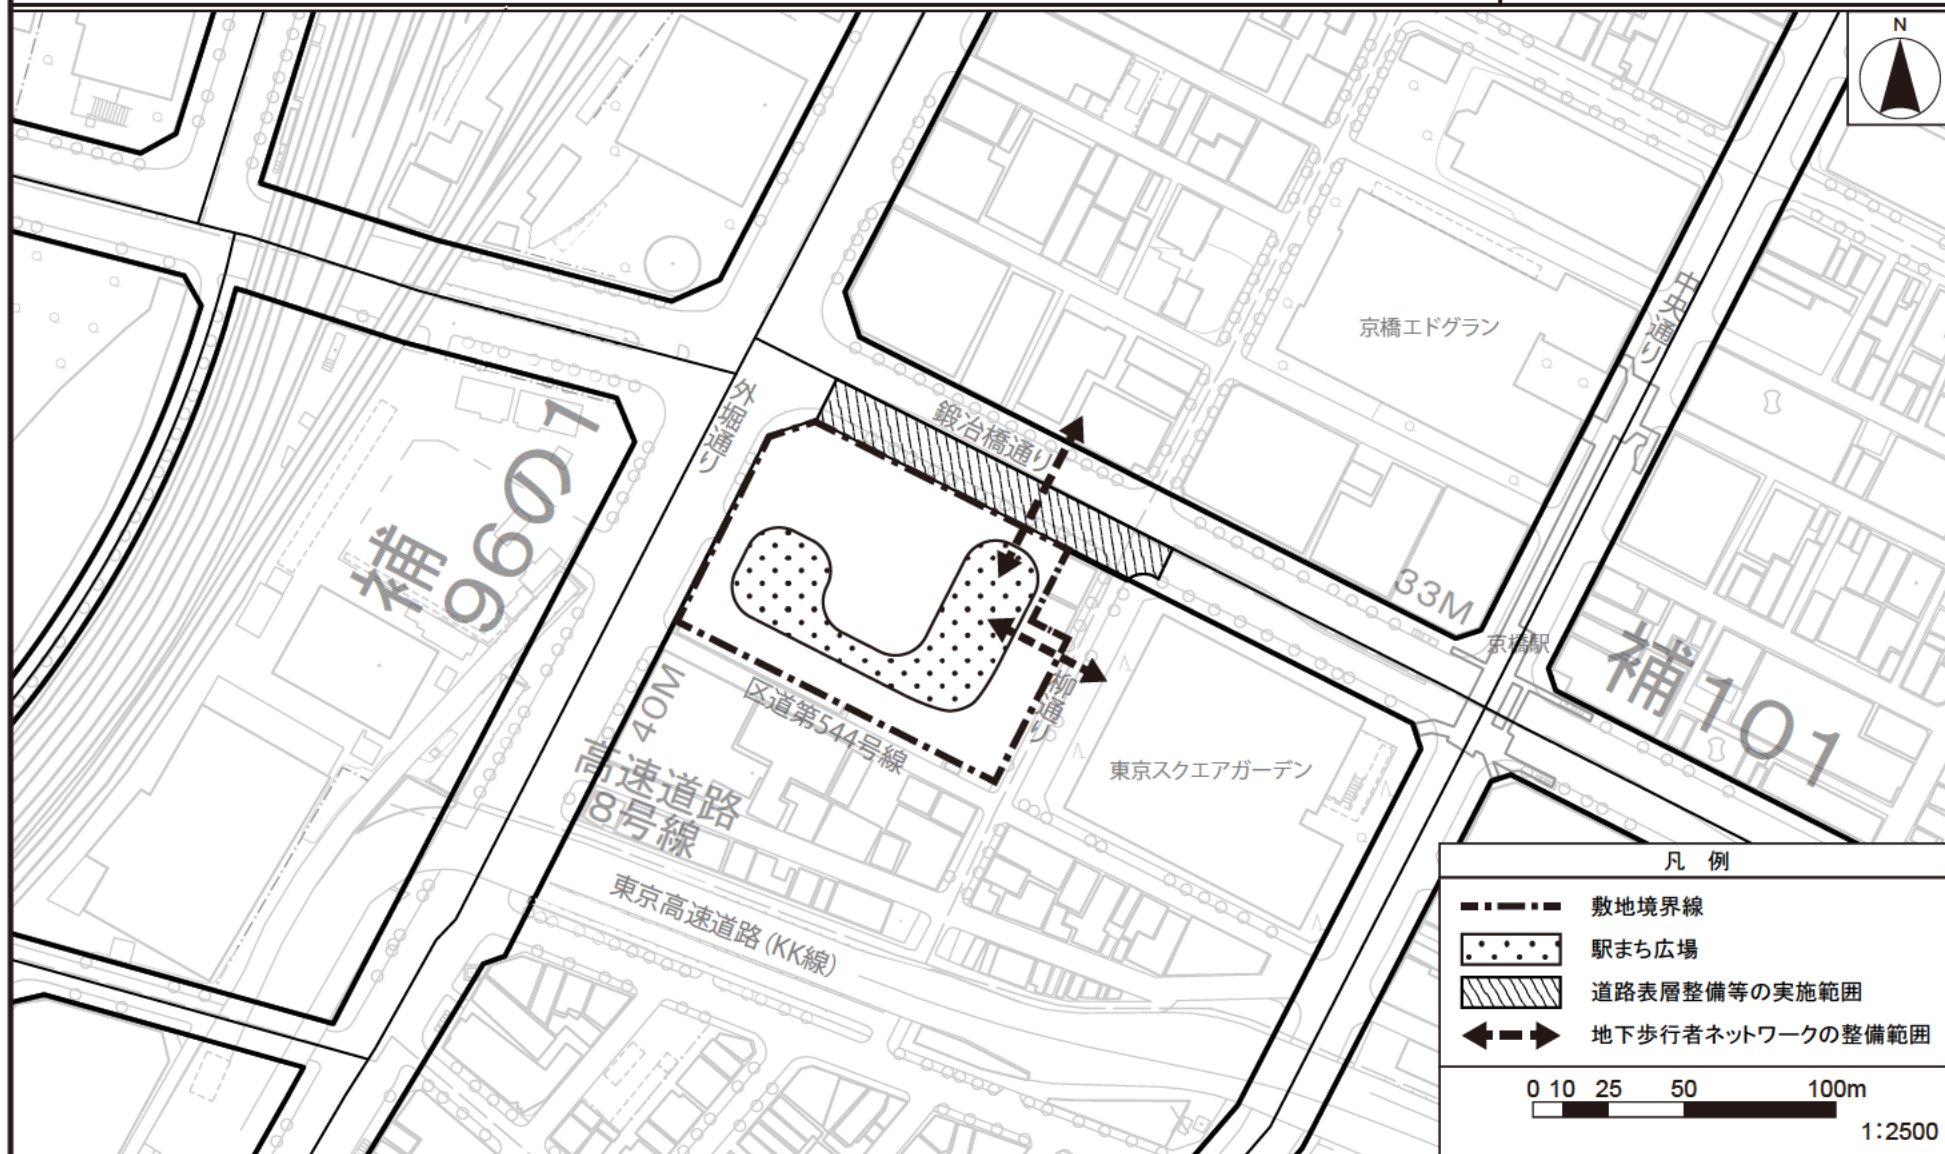 N
中央通り
京橋エドグラン
外堀通り
鍛冶橋通り
補
96の1
33M
京橋駅
補101
柳通り
区道第544号線
40M
高速道路
8号線
東京スクエアガーデン
東京高速道路(KK線)
凡 例
敷地境界線
駅まち広場
道路表層整備等の実施範囲
地下歩行者ネットワークの整備範囲
0 10 25 50 100m
1:2500